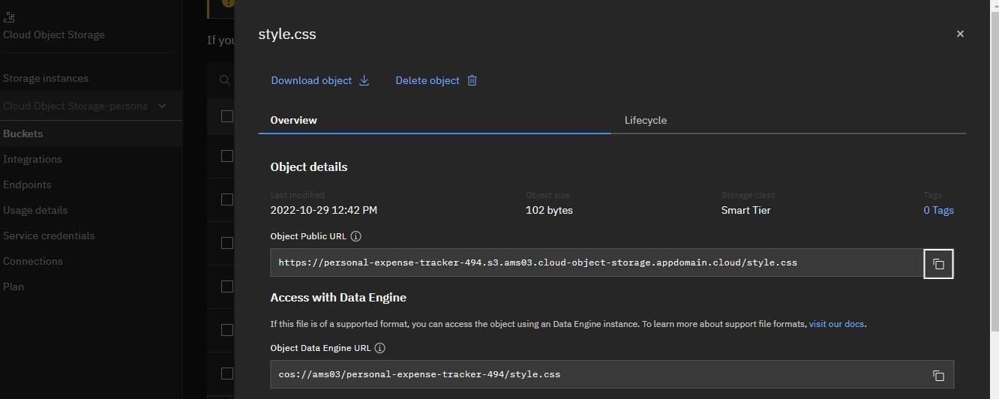 Cloud Object Storage
Storage instances
Cloud Object Storage-persona
Buckets
Integrations
Endpoints
Usage details
Service credentials
Connections
Plan
If you
style.css
Download object
Delete object
Overview
Lifecycle
Object details
Last modified
2022-10-29 12:42 PM
Object size
102 bytes
Storage class
Smart Tier
Tags
0 Tags
Object Public URL
https://personal-expense-tracker-494.s3.ams03.cloud-object-storage.appdomain.cloud/style.css
Access with Data Engine
If this file is of a supported format, you can access the object using an Data Engine instance. To learn more about support file formats, visit our docs.
Object Data Engine URL
cos://ams03/personal-expense-tracker-494/style.css